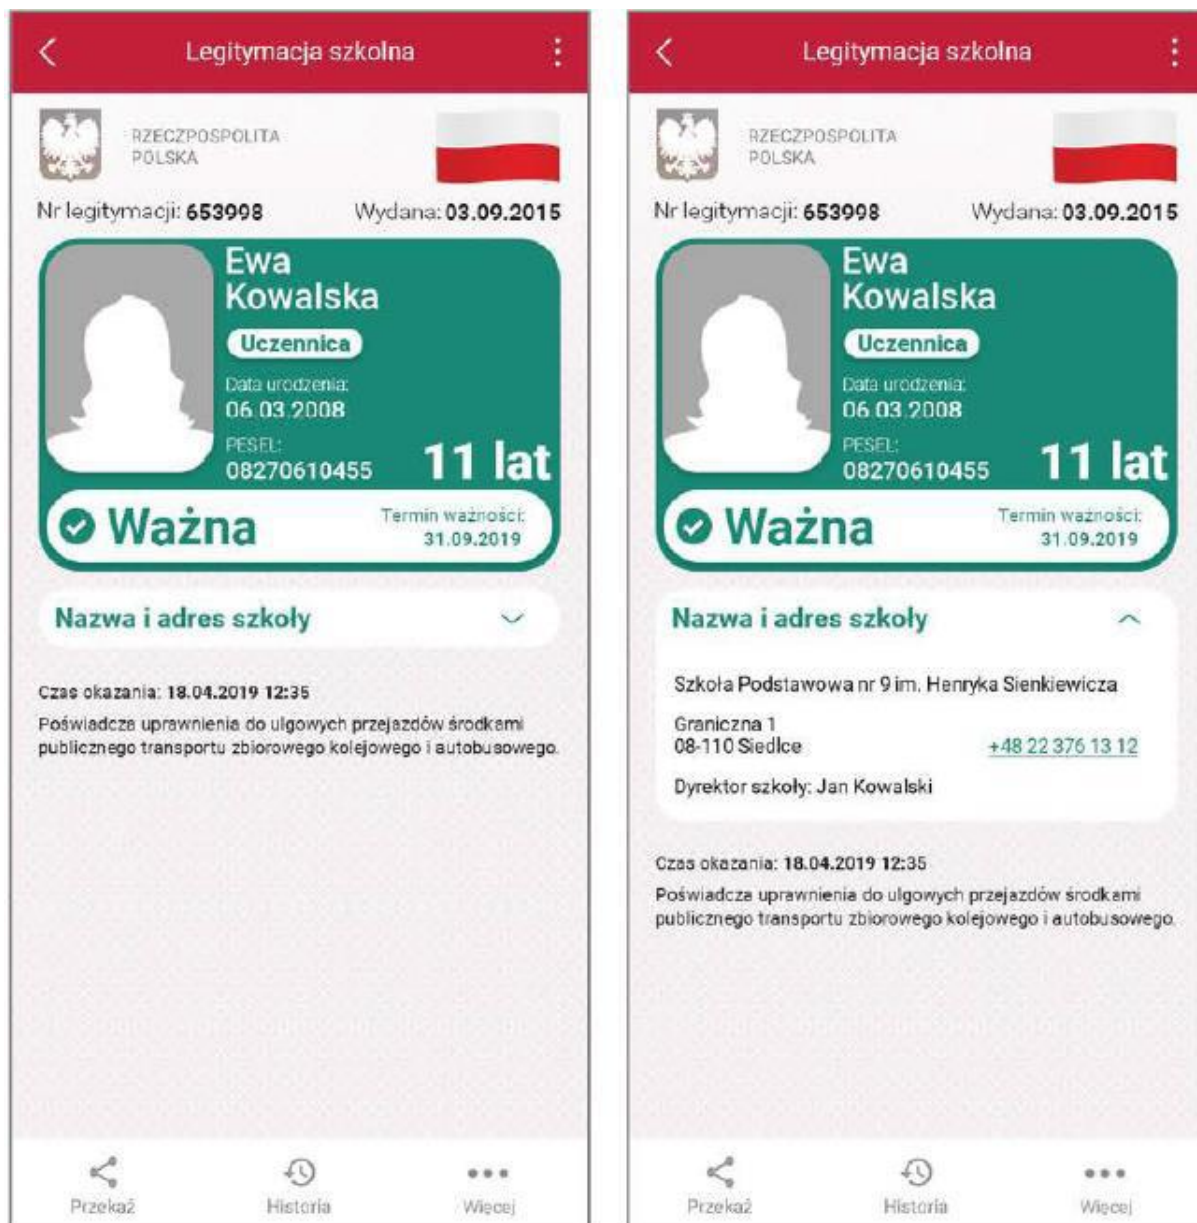 Legitymacja szkolna
RZECZPOSPOLITA
POLSKA
Nr legitymacji: 653998 Wydana: 03.09.2015
Ewa
Kowalska
Uczennica
Data urodzenia:
06.03.2008
PESEL:
08270610455 11 lat
Ważna
Termin ważności:
31.09.2019
Nazwa i adres szkoły
Czas okazania: 18.04.2019 12:35
Poświadcza uprawnienia do ulgowych przejazdów środkami
publicznego transportu zbiorowego kolejowego i autobusowego.
Przekaż Historia Więcej
Legitymacja szkolna
RZECZPOSPOLITA
POLSKA
Nr legitymacji: 653998 Wydana: 03.09.2015
Ewa
Kowalska
Uczennica
Data urodzenia:
06.03.2008
PESEL:
08270610455 11 lat
Ważna
Termin ważności:
31.09.2019
Nazwa i adres szkoły
Szkoła Podstawowa nr 9 im. Henryka Sienkiewicza
Graniczna 1
08-110 Siedlce +48 22 376 13 12
Dyrektor szkoły: Jan Kowalski
Czas okazania: 18.04.2019 12:35
Poświadcza uprawnienia do ulgowych przejazdów środkami
publicznego transportu zbiorowego kolejowego i autobusowego.
Przekaż Historia Więcej